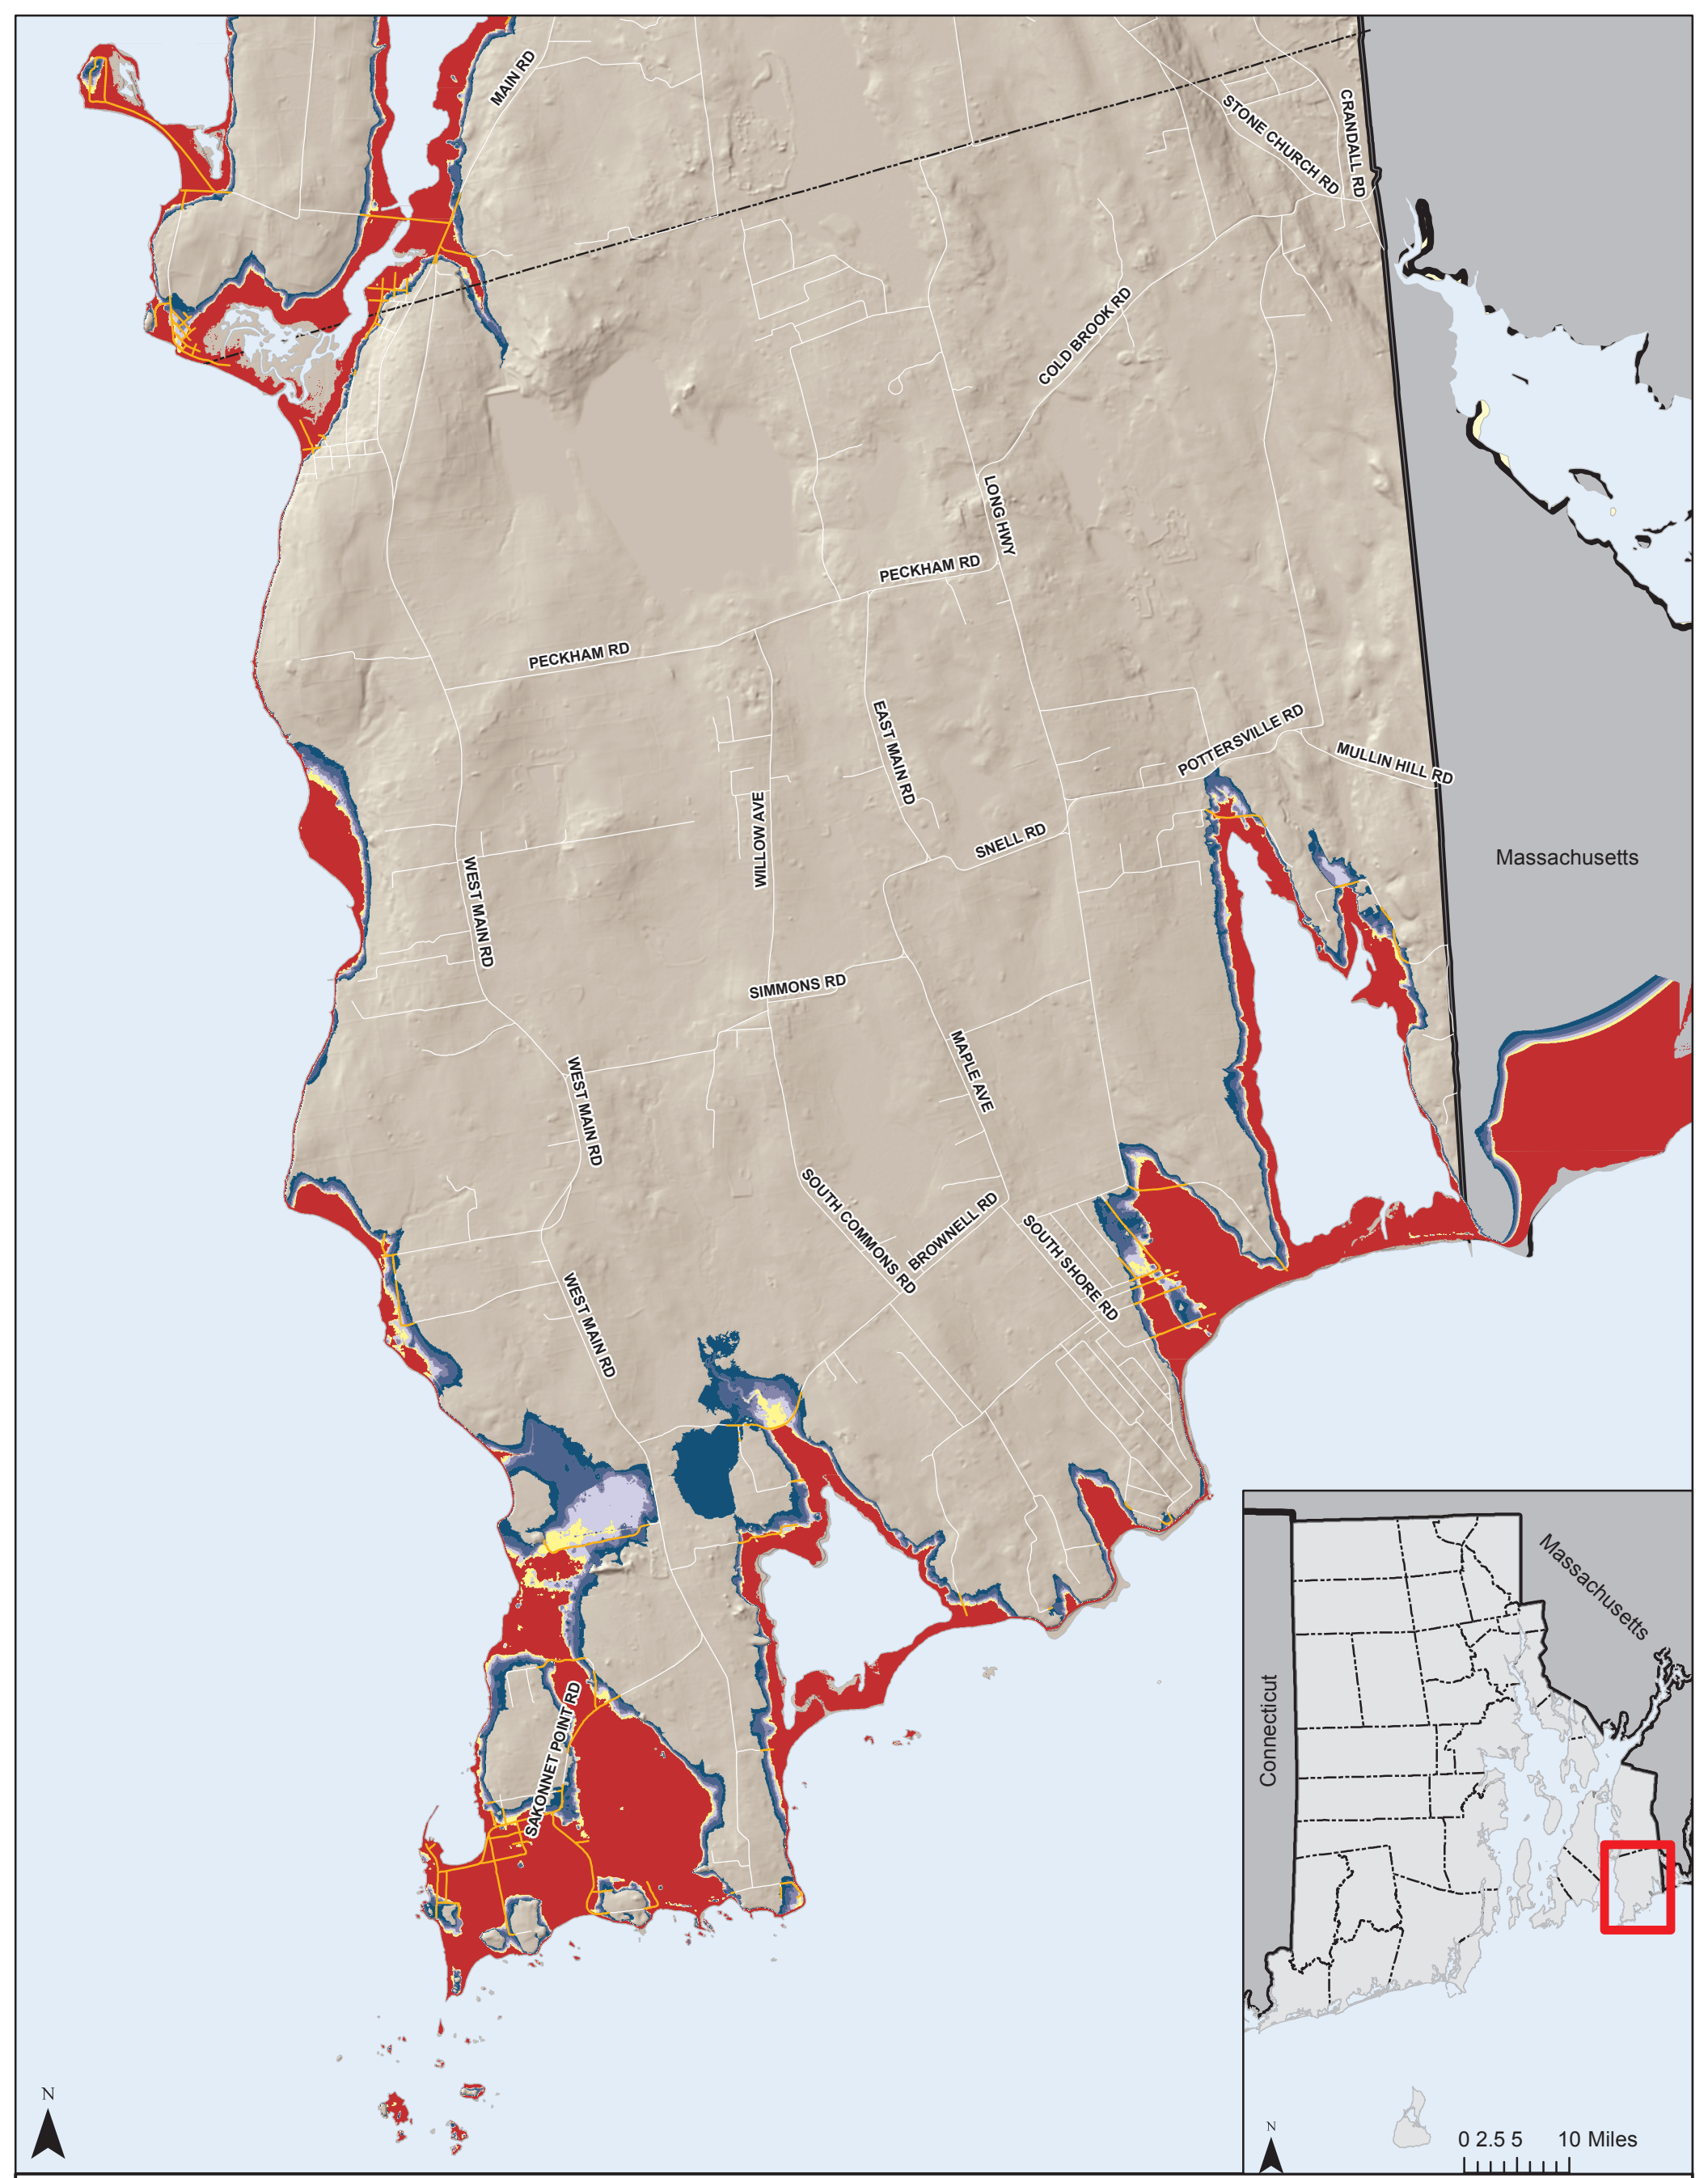 MAIN RD
STONE CHURCH RD
CRANDALL RD
COLD BROOK RD
LONG HWY
PECKHAM RD
PECKHAM RD
EAST MAIN RD
POTTERSVILLE RD
MULLIN HILL RD
WILLOW AVE
SNELL RD
Massachusetts
WEST MAIN RD
SIMMONS RD
MAPLE AVE
WEST MAIN RD
SOUTH COMMONS RD
BROWNELL RD
SOUTH SHORE RD
WEST MAIN RD
SAKONNET POINT RD
Massachusetts
Connecticut
N
N
0 2.5 5 10 Miles